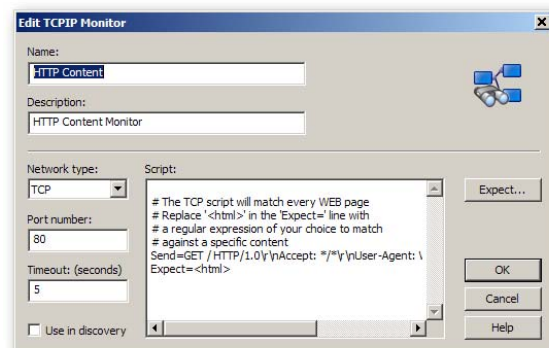 Edit TCPIP Monitor
Name:
HTTP Content
Description:
HTTP Content Monitor
Network type:
TCP
Port number:
80
Timeout: (seconds)
5
Use in discovery
Script:
# The TCP script will match every WEB page
# Replace '<html>' in the 'Expect=' line with
# a regular expression of your choice to match
# against a specific content
Send=GET / HTTP/1.0\r\nAccept: */*\r\nUser-Agent: \
Expect=<html>
Expect...
OK
Cancel
Help